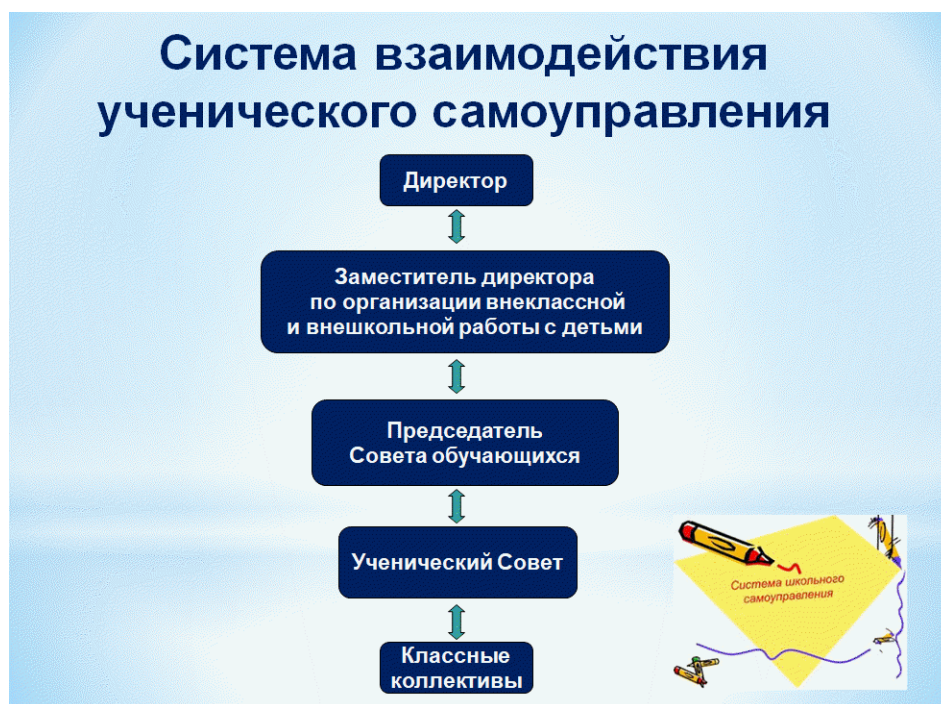 Система взаимодействия
ученического самоуправления
Директор
Заместитель директора
по организации внеклассной
и внешкольной работы с детьми
Председатель
Совета обучающихся
Ученический Совет
Классные
коллективы
Система школьного
самоуправления